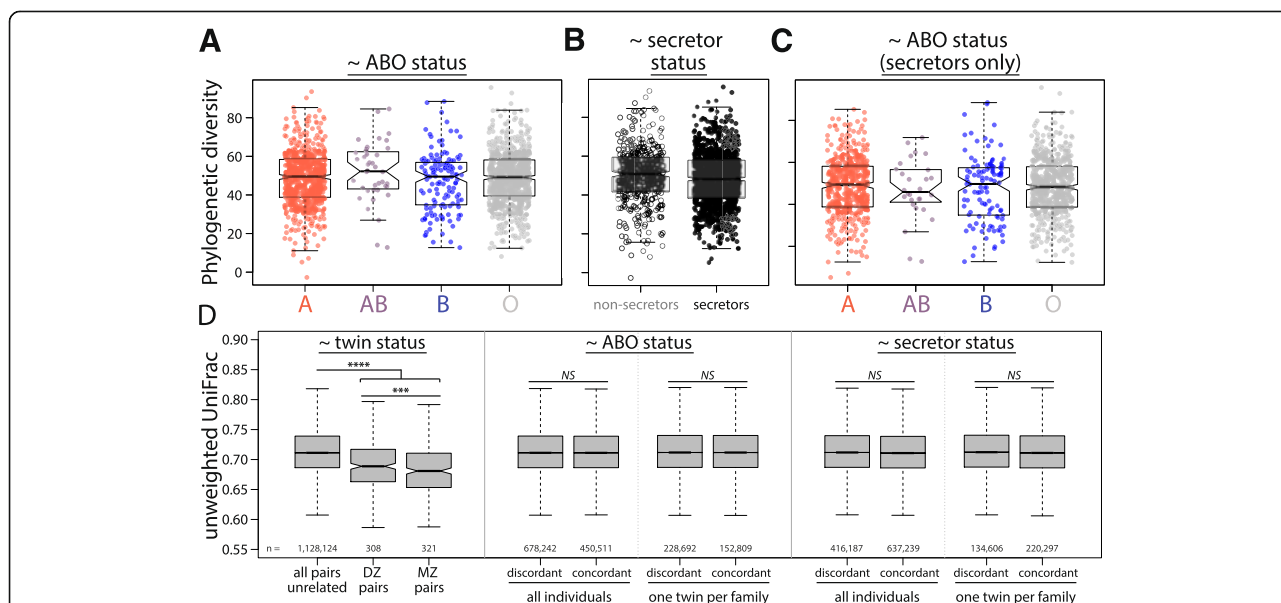 A
~ ABO status
B
~ secretor
status
C
~ ABO status
(secretors only)
Phylogenetic diversity
80
60
40
20
0
A
AB
B
O
non-secretors
secretors
A
AB
B
O
D
unweighted UniFrac
0.90
0.85
0.80
0.75
0.70
0.65
0.60
0.55
~ twin status
****
***
~ ABO status
NS
NS
~ secretor status
NS
NS
n =
1,128,124
308
321
678,242
450,511
228,692
152,809
416,187
637,239
134,606
220,297
all pairs
unrelated
DZ
pairs
MZ
pairs
discordant
concordant
discordant
concordant
discordant
concordant
discordant
concordant
all individuals
one twin per family
all individuals
one twin per family